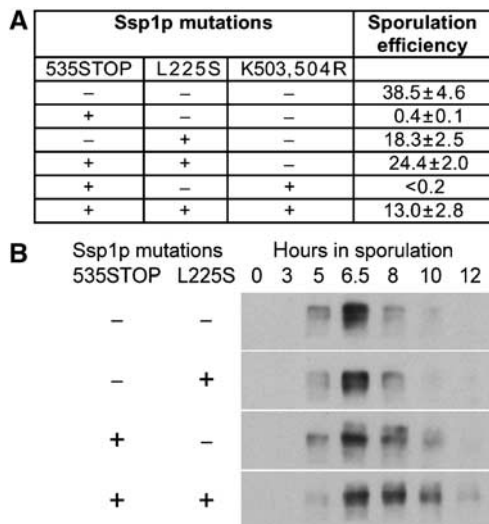 A
Ssp1p mutations Sporulation efficiency
535STOP L225S K503,504R
– – – 38.5±4.6
+ – – 0.4±0.1
– + – 18.3±2.5
+ + – 24.4±2.0
+ – + <0.2
+ + + 13.0±2.8
B
Ssp1p mutations Hours in sporulation
535STOP L225S 0 3 5 6.5 8 10 12
– –
– +
+ –
+ +